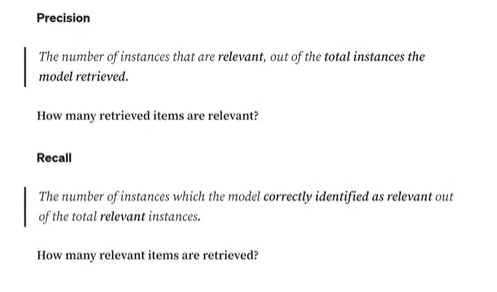 Precision
The number of instances that are relevant, out of the total instances the
model retrieved.
How many retrieved items are relevant?
Recall
The number of instances which the model correctly identified as relevant out
of the total relevant instances.
How many relevant items are retrieved?